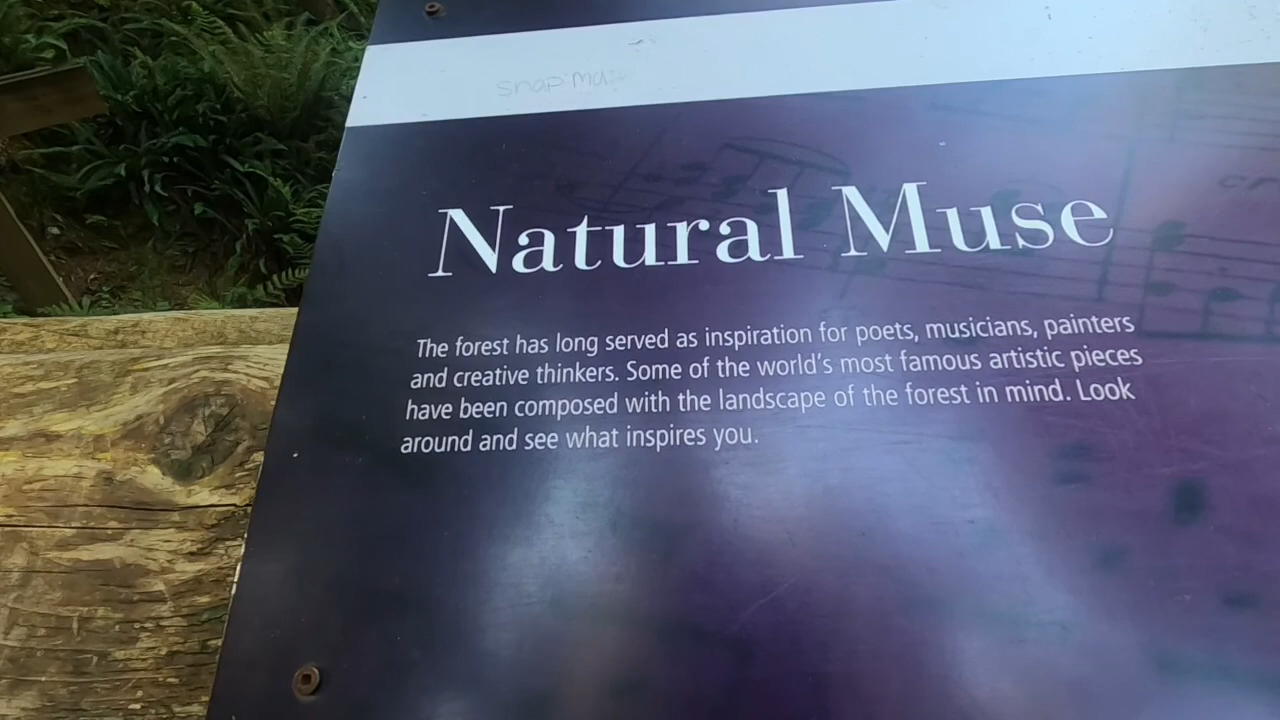 Natural Muse
The forest has long served as inspiration for poets, musicians, painters
and creative thinkers. Some of the world's most famous artistic pieces
have been composed with the landscape of the forest in mind. Look
around and see what inspires you.